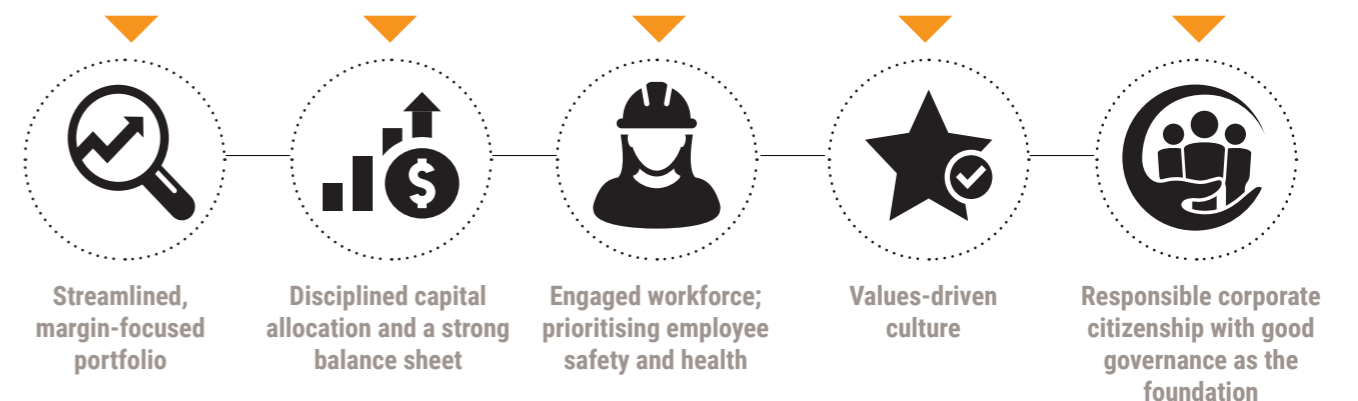 $
Streamlined,
margin-focused
portfolio
Disciplined capital
allocation and a strong
balance sheet
Engaged workforce;
prioritising employee
safety and health
Values-driven
culture
Responsible corporate
citizenship with good
governance as the
foundation